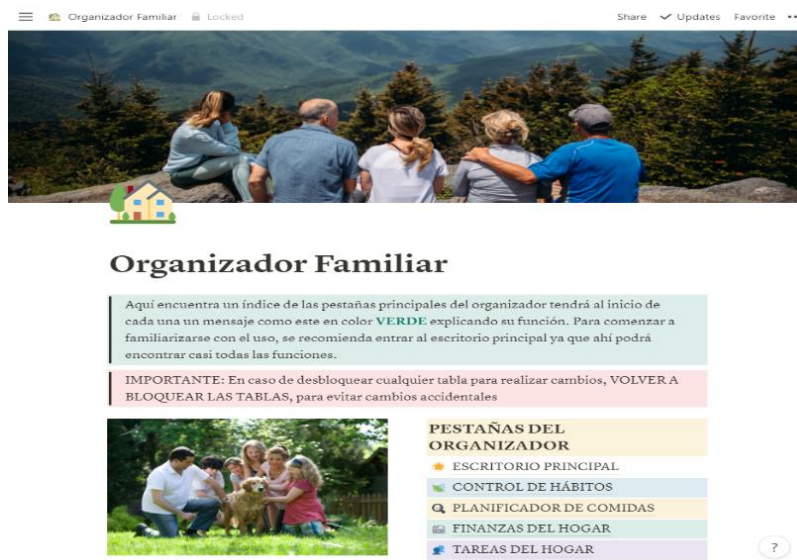 Organizador Familiar Locked Share Updates Favorite
Organizador Familiar
Aquí encuentra un índice de las pestañas principales del organizador tendrá al inicio de
cada una un mensaje como este en color VERDE explicando su función. Para comenzar a
familiarizarse con el uso, se recomienda entrar al escritorio principal ya que ahí podrá
encontrar casi todas las funciones.
IMPORTANTE: En caso de desbloquear cualquier tabla para realizar cambios, VOLVER A
BLOQUEAR LAS TABLAS, para evitar cambios accidentales
PESTAÑAS DEL
ORGANIZADOR
ESCRITORIO PRINCIPAL
CONTROL DE HÁBITOS
PLANIFICADOR DE COMIDAS
FINANZAS DEL HOGAR
TAREAS DEL HOGAR
?